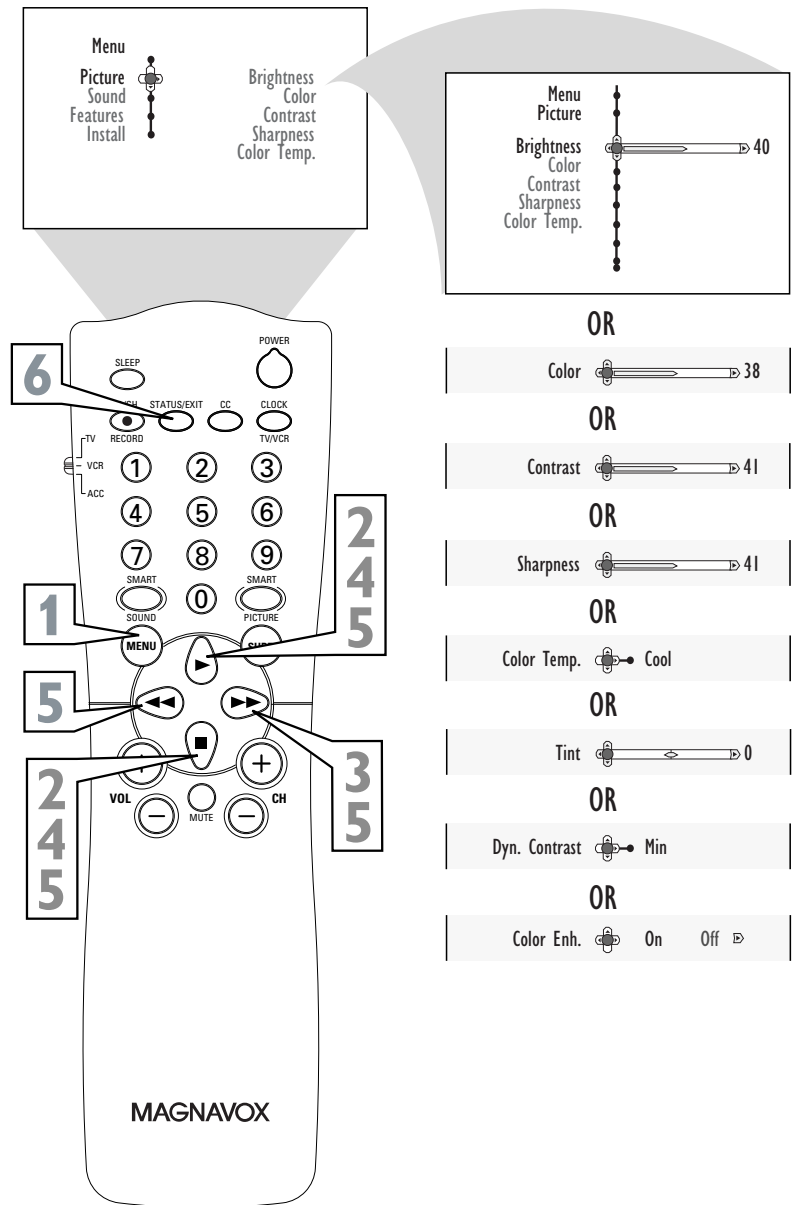 Menu
Picture
Sound
Features
Install
Brightness
Color
Contrast
Sharpness
Color Temp.
Menu
Picture
Brightness 40
Color
Contrast
Sharpness
Color Temp.
OR
Color 38
OR
Contrast 41
OR
Sharpness 41
OR
Color Temp. Cool
OR
Tint 0
OR
Dyn. Contrast Min
OR
Color Enh. On Off
POWER
SLEEP
6
STATUS/EXIT CC CLOCK
RECORD TV/VCR
TV
VCR
ACC
1 2 3
4 5 6
7 8 9
SMART 0 SMART
SOUND PICTURE
MENU
2
4
5
1
5
2
4
5
3
5
VOL + - MUTE + - CH
MAGNAVOX